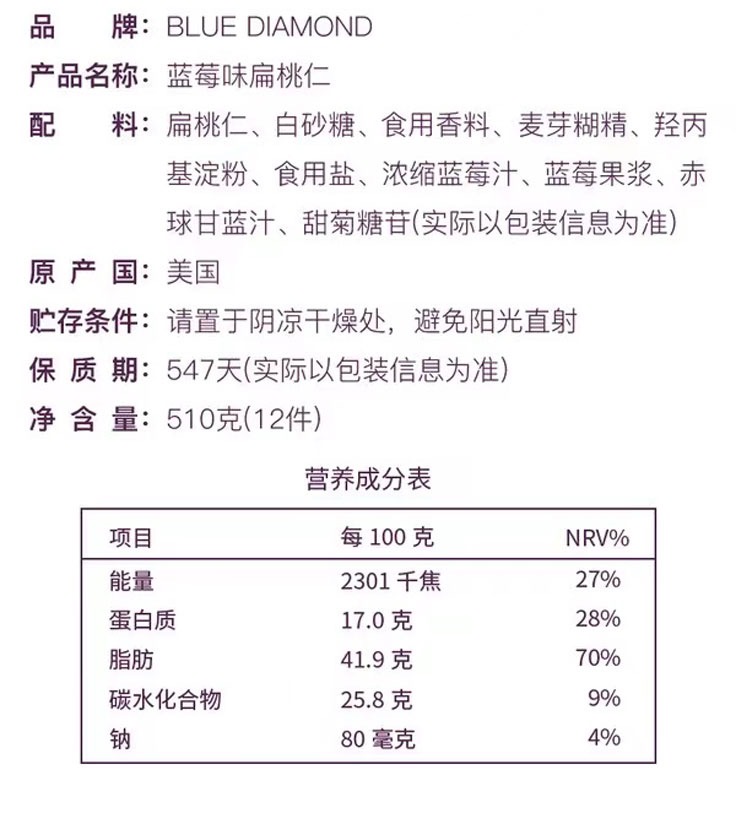 品 牌：BLUE DIAMOND
产品名称：蓝莓味扁桃仁
配 料：扁桃仁、白砂糖、食用香料、麦芽糊精、羟丙
基淀粉、食用盐、浓缩蓝莓汁、蓝莓果浆、赤
球甘蓝汁、甜菊糖苷(实际以包装信息为准)
原 产 国：美国
贮存条件：请置于阴凉干燥处，避免阳光直射
保 质 期：547天(实际以包装信息为准)
净 含 量：510克(12件)
营养成分表
项目 每 100 克 NRV%
能量 2301 千焦 27%
蛋白质 17.0 克 28%
脂肪 41.9 克 70%
碳水化合物 25.8 克 9%
钠 80 毫克 4%